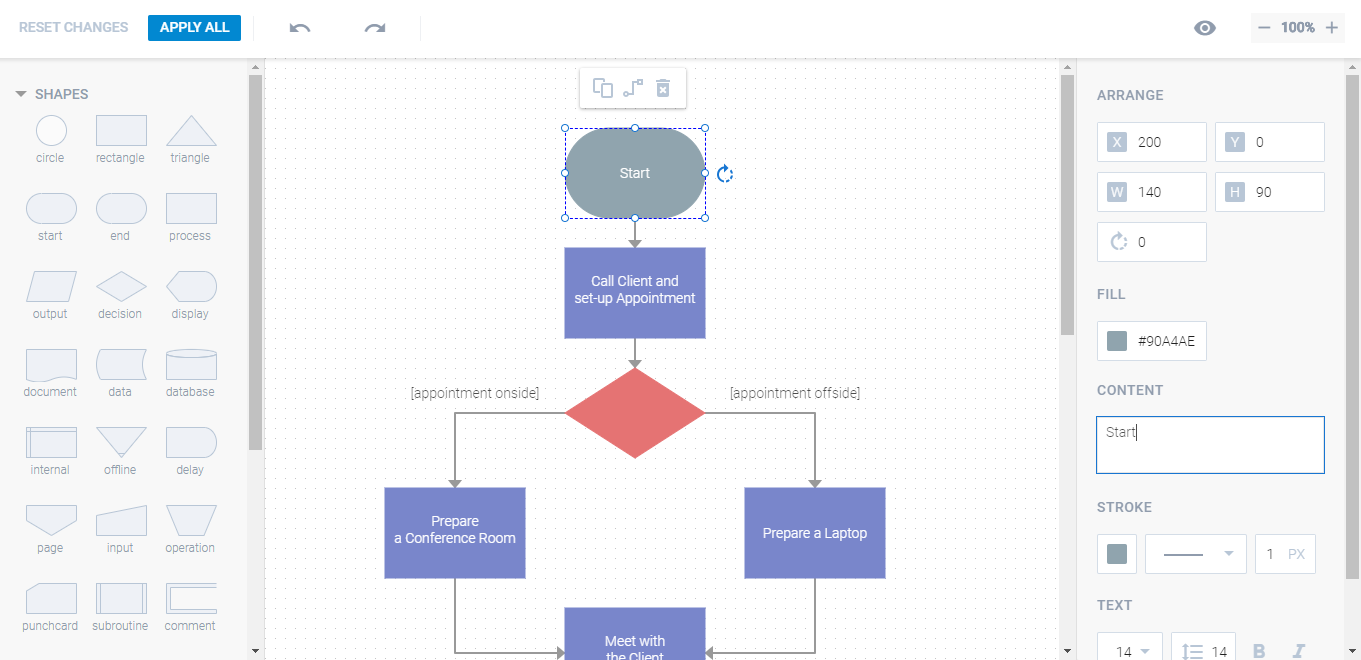 RESET CHANGES
APPLY ALL
100%
SHAPES
circle
rectangle
triangle
start
end
process
output
decision
display
document
data
database
internal
offline
delay
page
input
operation
punchcard
subroutine
comment
Start
Call Client and
set-up Appointment
[appointment onside]
[appointment offside]
Prepare
a Conference Room
Prepare a Laptop
Meet with
the Client
ARRANGE
X 200
Y 0
W 140
H 90
0
FILL
#90A4AE
CONTENT
Start
STROKE
1 PX
TEXT
14
14
B
I